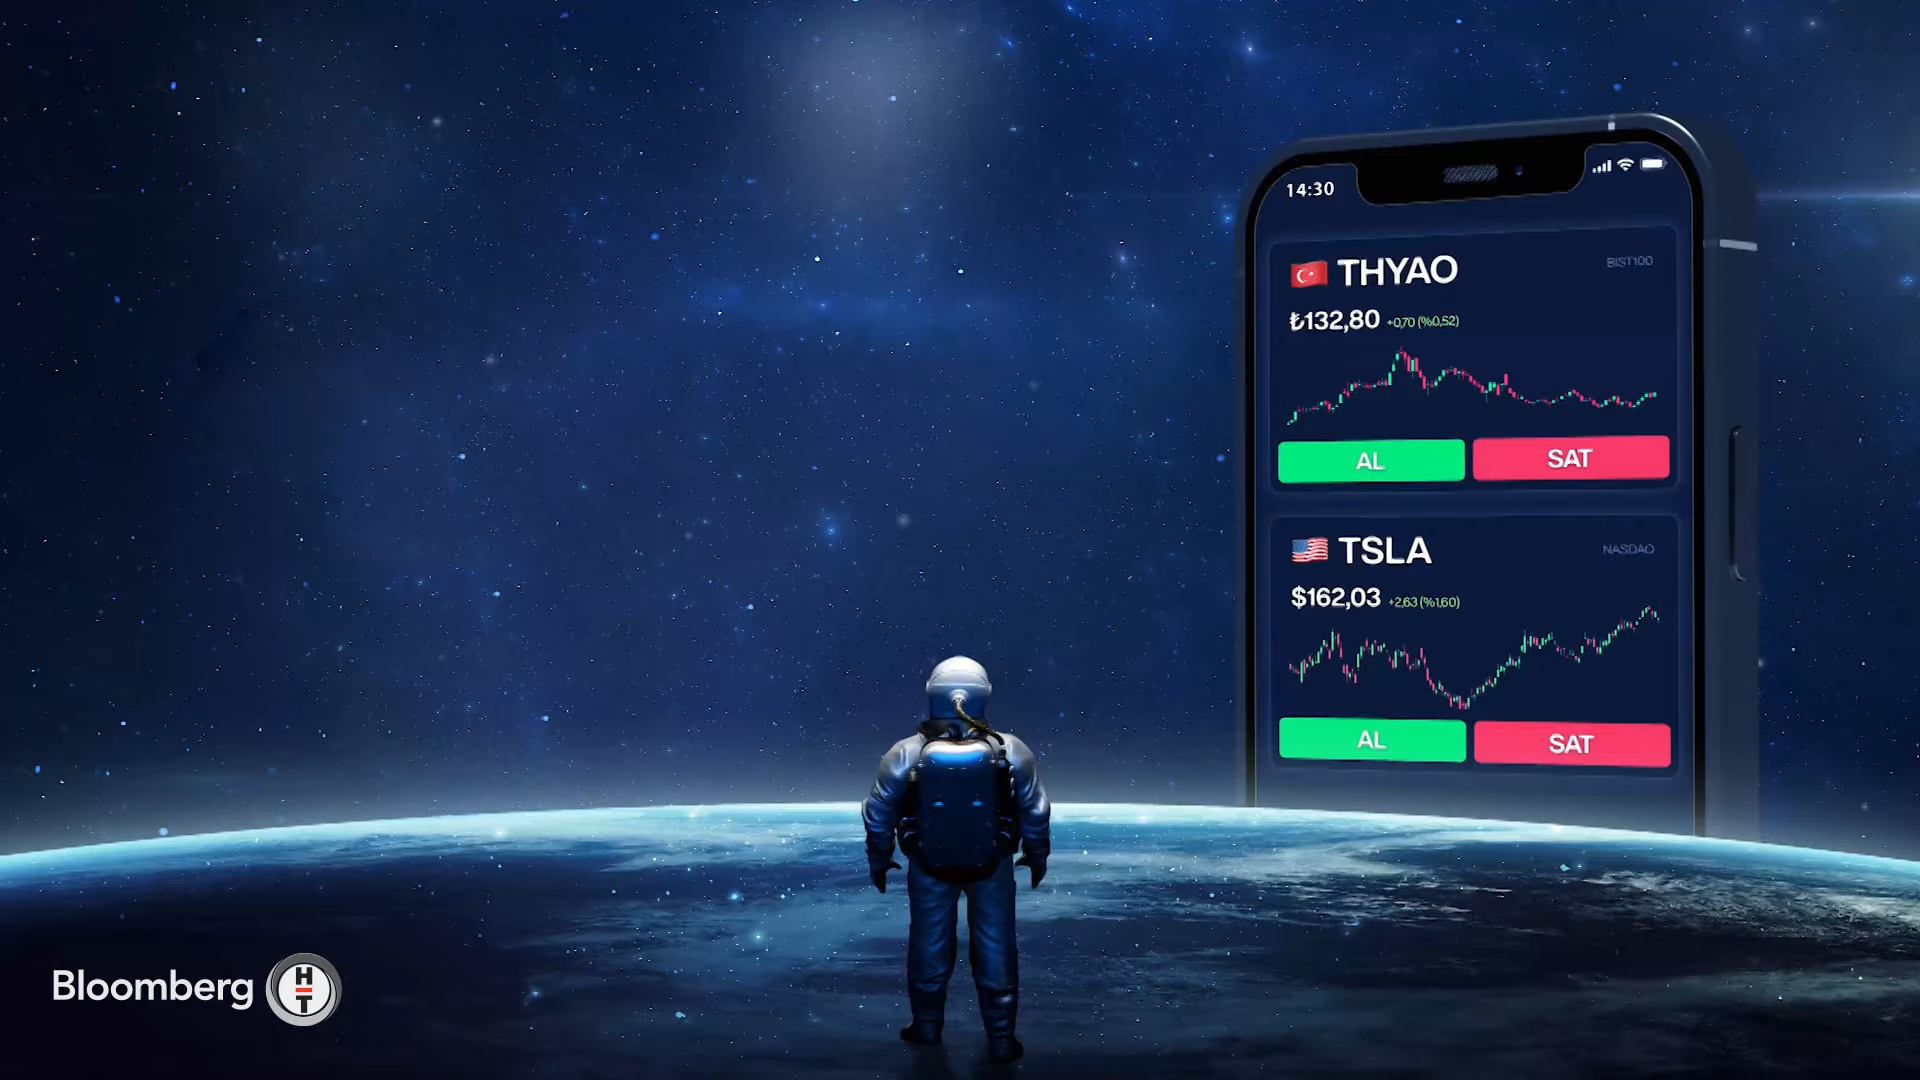 14:30
THYAO
BIST100
₺132,80 +0,70 (%0,52)
AL
SAT
TSLA
NASDAQ
$162,03 +2,63 (%1,60)
AL
SAT
Bloomberg HT